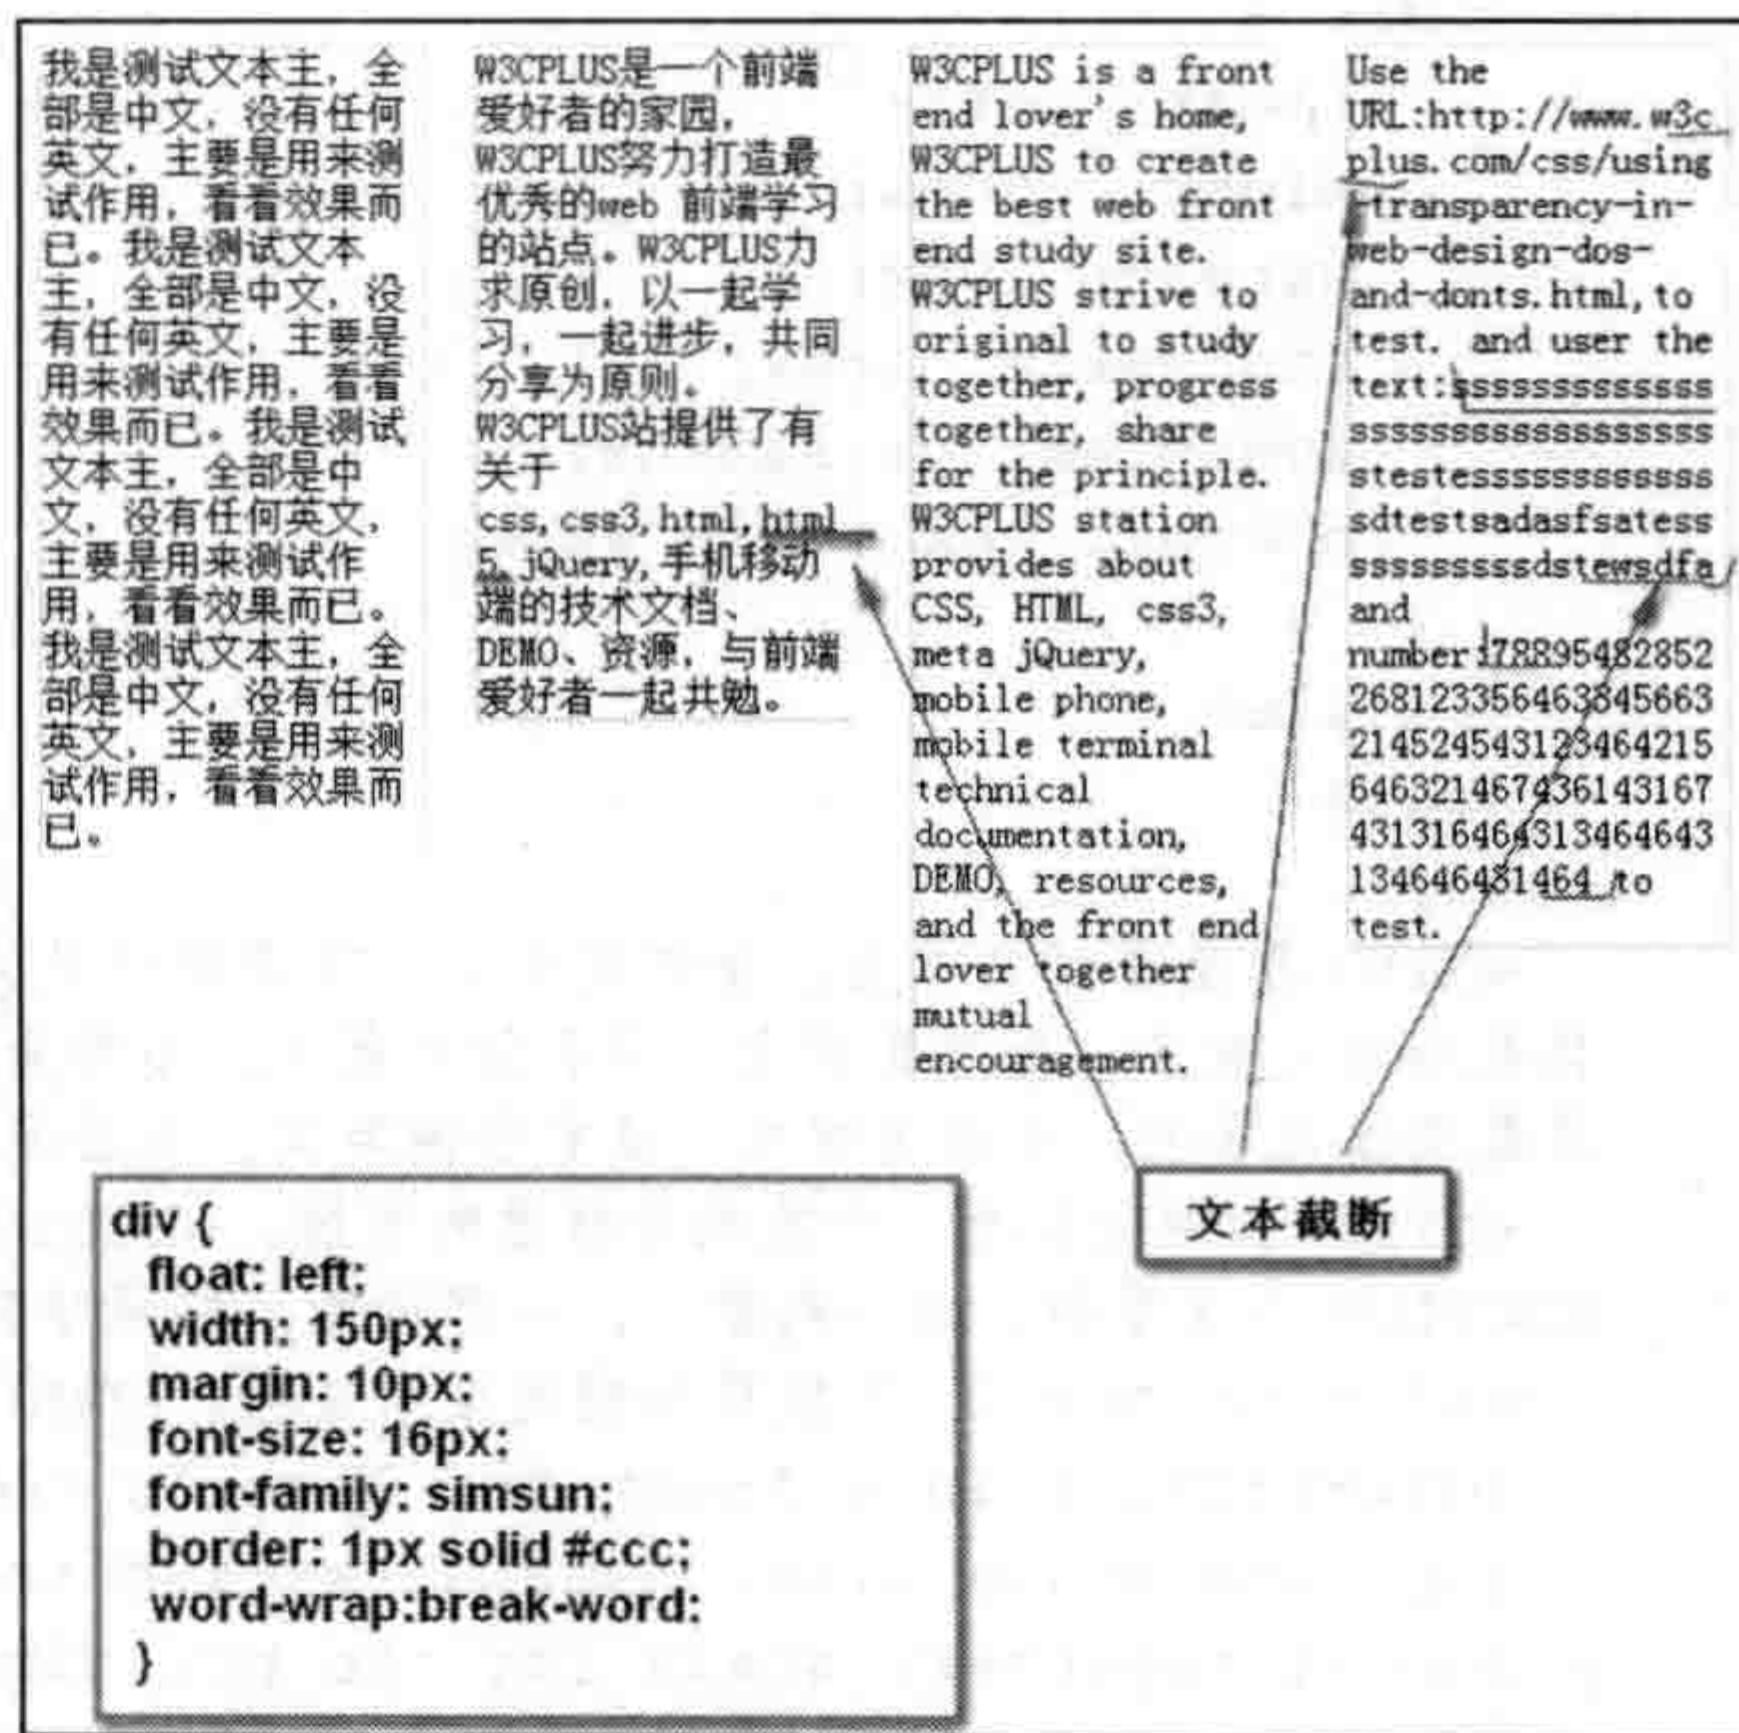 我是测试文本主，全
部是中文，没有任何
英文，主要是用来测
试作用，看看效果而
已。我是测试文本
主，全部是中文，没
有任何英文，主要是
用来测试作用，看看
效果而已。我是测试
文本主，全部是中
文，没有任何英文，
主要是用来测试作
用，看看效果而已。
我是测试文本主，全
部是中文，没有任何
英文，主要是用来测
试作用，看看效果而
已。
W3CPLUS是一个前端
爱好者的家园，
W3CPLUS努力打造最
优秀的web 前端学习
的站点。W3CPLUS力
求原创，以一起学
习，一起进步，共同
分享为原则。
W3CPLUS站提供了有
关于
css,css3,html,html
5,jQuery,手机移动
端的技术文档、
DEMO、资源，与前端
爱好者一起共勉。
W3CPLUS is a front
end lover's home,
W3CPLUS to create
the best web front
end study site.
W3CPLUS strive to
original to study
together, progress
together, share
for the principle.
W3CPLUS station
provides about
CSS, HTML, css3,
meta jQuery,
mobile phone,
mobile terminal
technical
documentation,
DEMO, resources,
and the front end
lover together
mutual
encouragement.
Use the
URL:http://www.w3c
plus.com/css/using
-transparency-in-
web-design-dos-
and-donts.html,to
test. and user the
text:sssssssssssss
ssssssssssssssssss
stestessssssssssss
sdtestsadasfsatess
sssssssssdstewsdfa
and
number:78895482852
268123356463845663
214524543123464215
646321467436143167
431316464313464643
134646431464 to
test.
文本截断
div {
float: left;
width: 150px;
margin: 10px;
font-size: 16px;
font-family: simsun;
border: 1px solid #ccc;
word-wrap:break-word;
}